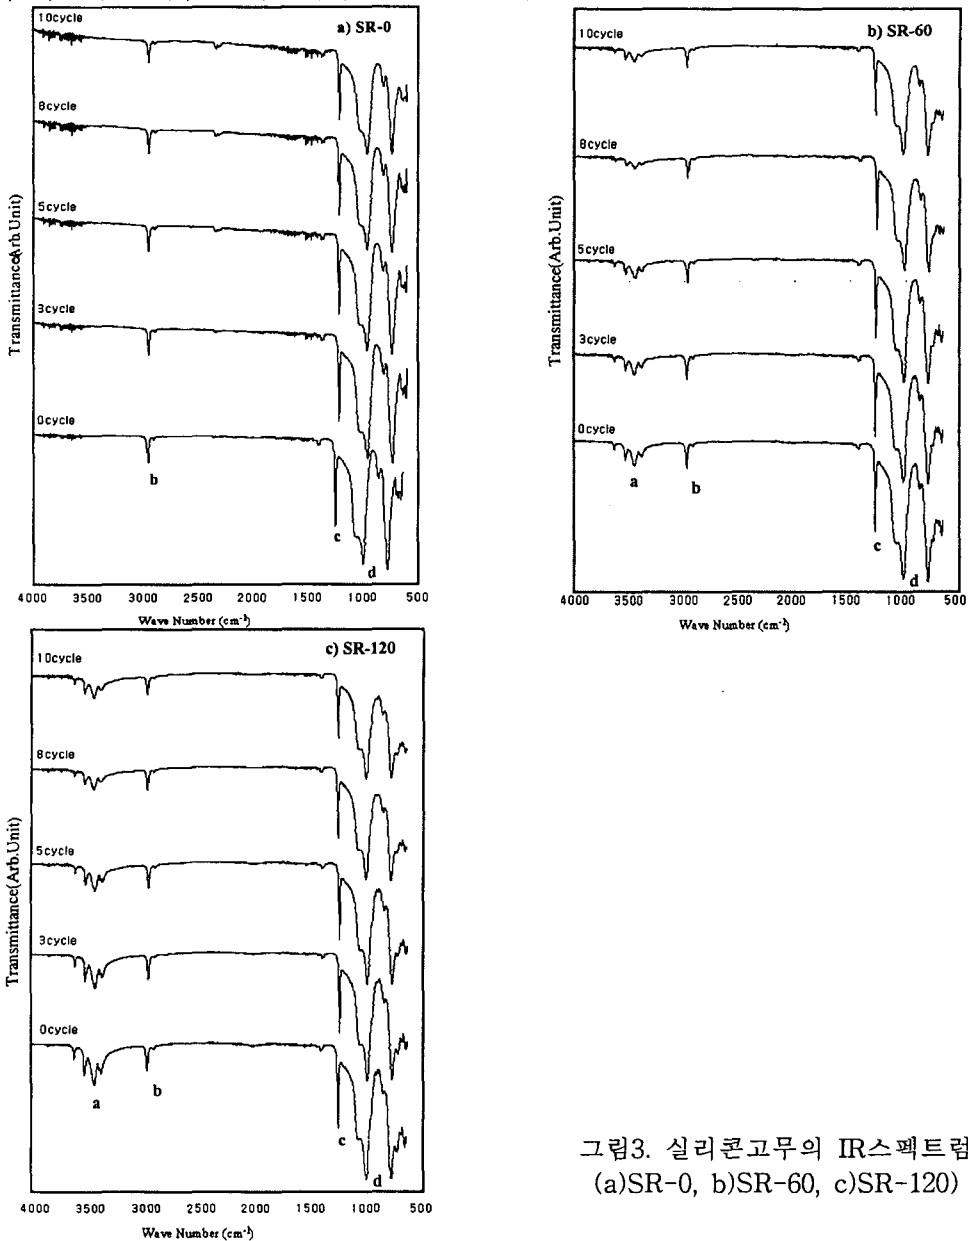 a) SR-0
10cycle
8cycle
5cycle
3cycle
0cycle
b
c
d
Transmittance(Arb.Unit)
4000 3500 3000 2500 2000 1500 1000 500
Wave Number (cm⁻¹)
b) SR-60
10cycle
8cycle
5cycle
3cycle
0cycle
a
b
c
d
Transmittance(Arb.Unit)
4000 3500 3000 2500 2000 1500 1000 500
Wave Number (cm⁻¹)
c) SR-120
10cycle
8cycle
5cycle
3cycle
0cycle
a
b
c
d
Transmittance(Arb.Unit)
4000 3500 3000 2500 2000 1500 1000 500
Wave Number (cm⁻¹)
그림3. 실리콘고무의 IR스펙트럼
(a)SR-0, b)SR-60, c)SR-120)